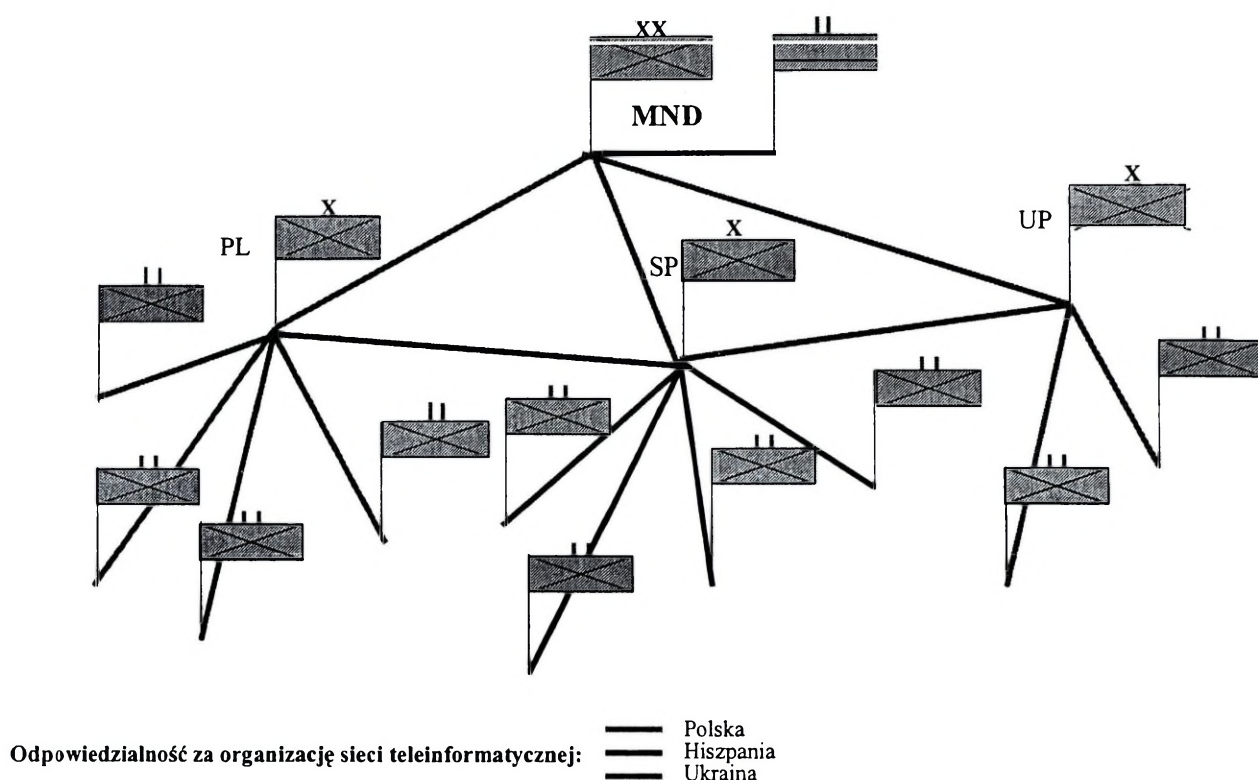 XX
II
MND
X
UP
X
PL
X
SP
II
II
II
II
II
II
II
II
II
II
Polska
Odpowiedzialność za organizację sieci teleinformatycznej:
Hiszpania
Ukraina